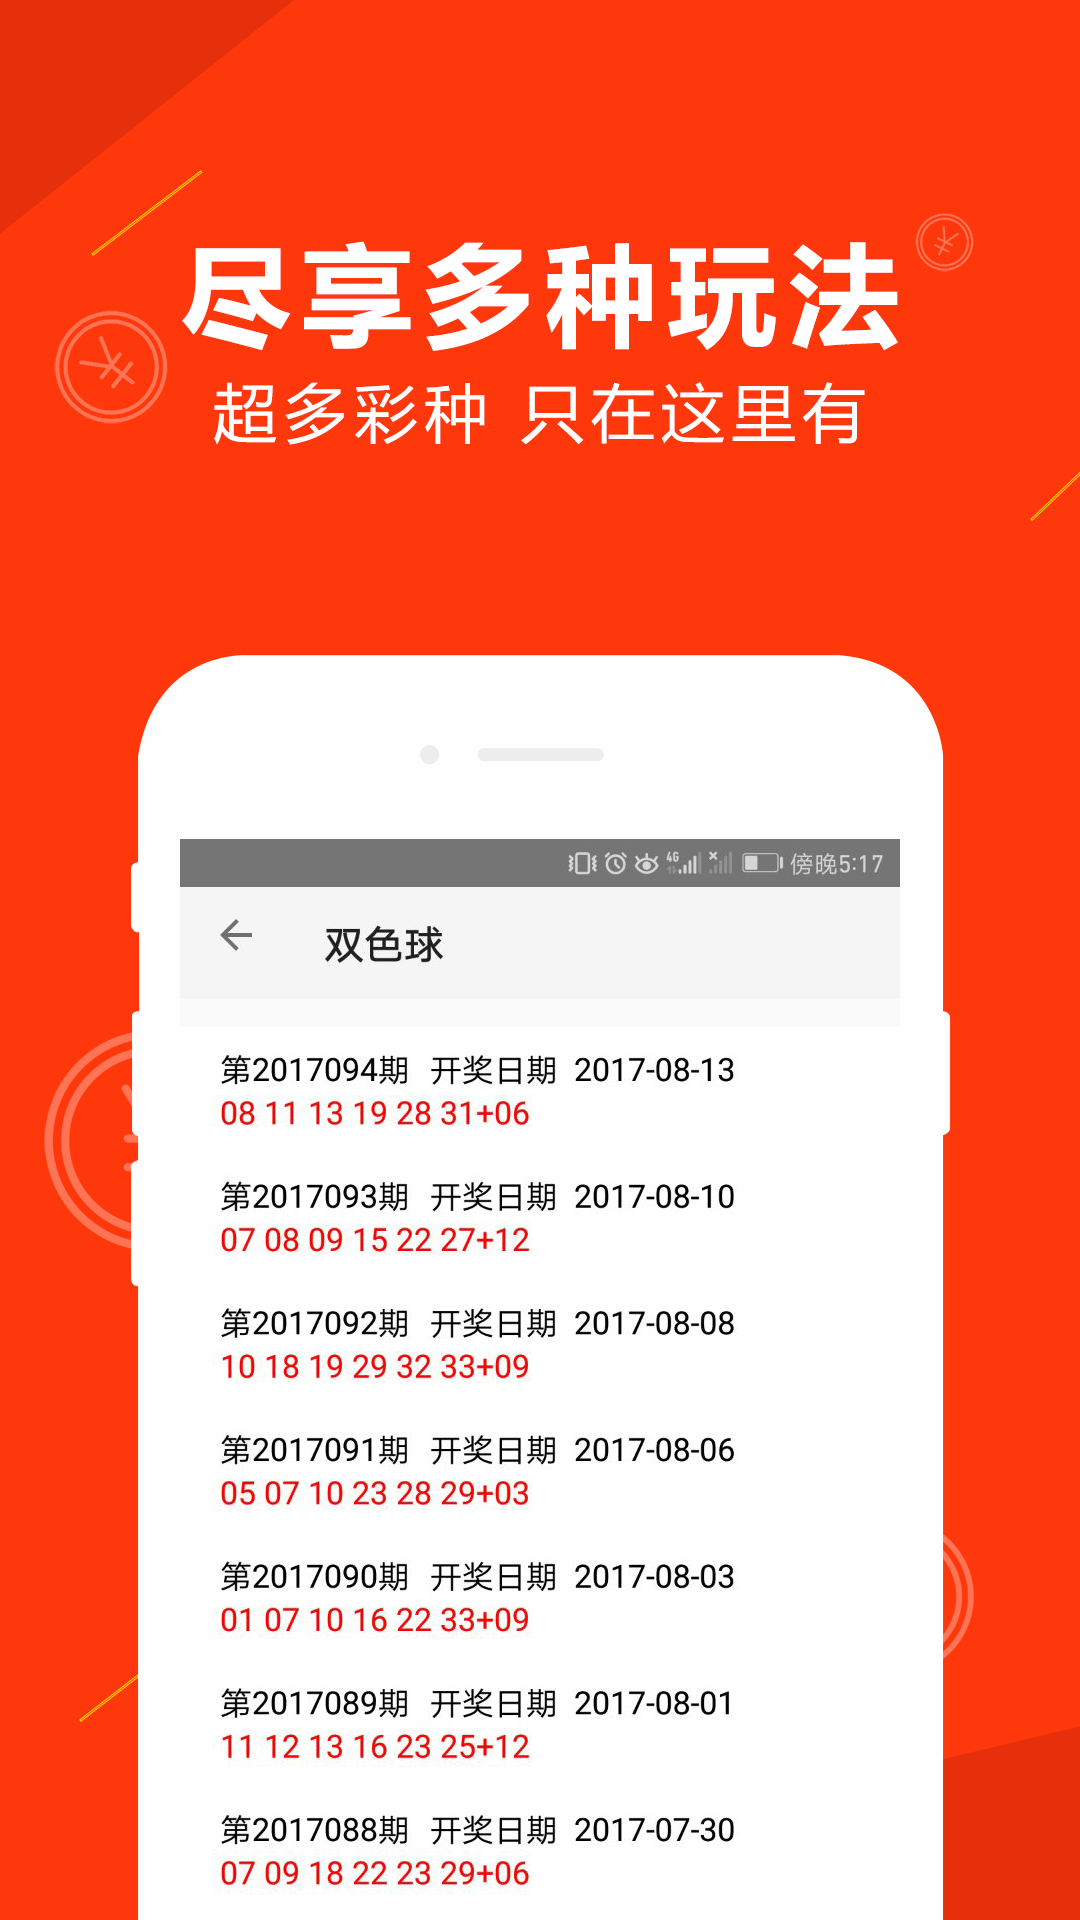 尽享多种玩法
超多彩种 只在这里有
4G 傍晚5:17
双色球
第2017094期 开奖日期 2017-08-13
08 11 13 19 28 31+06
第2017093期 开奖日期 2017-08-10
07 08 09 15 22 27+12
第2017092期 开奖日期 2017-08-08
10 18 19 29 32 33+09
第2017091期 开奖日期 2017-08-06
05 07 10 23 28 29+03
第2017090期 开奖日期 2017-08-03
01 07 10 16 22 33+09
第2017089期 开奖日期 2017-08-01
11 12 13 16 23 25+12
第2017088期 开奖日期 2017-07-30
07 09 18 22 23 29+06